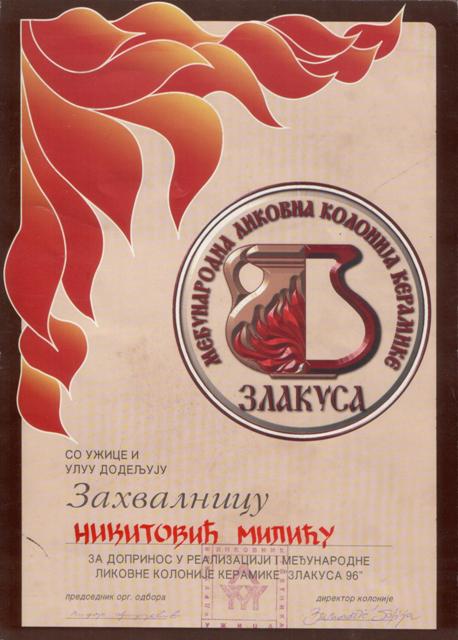 МЕЂУНАРОДНА ЛИКОВНА КОЛОНИЈА КЕРАМИКЕ
ЗЛАКУСА
СО УЖИЦЕ И
УЛУУ ДОДЕЉУЈУ
Захвалницу
НИКИТОВИЋ МИЛИЋУ
ЗА ДОПРИНОС У РЕАЛИЗАЦИЈИ I МЕЂУНАРОДНЕ
ЛИКОВНЕ КОЛОНИЈЕ КЕРАМИКЕ "ЗЛАКУСА 96"
председник орг. одбора
директор колоније